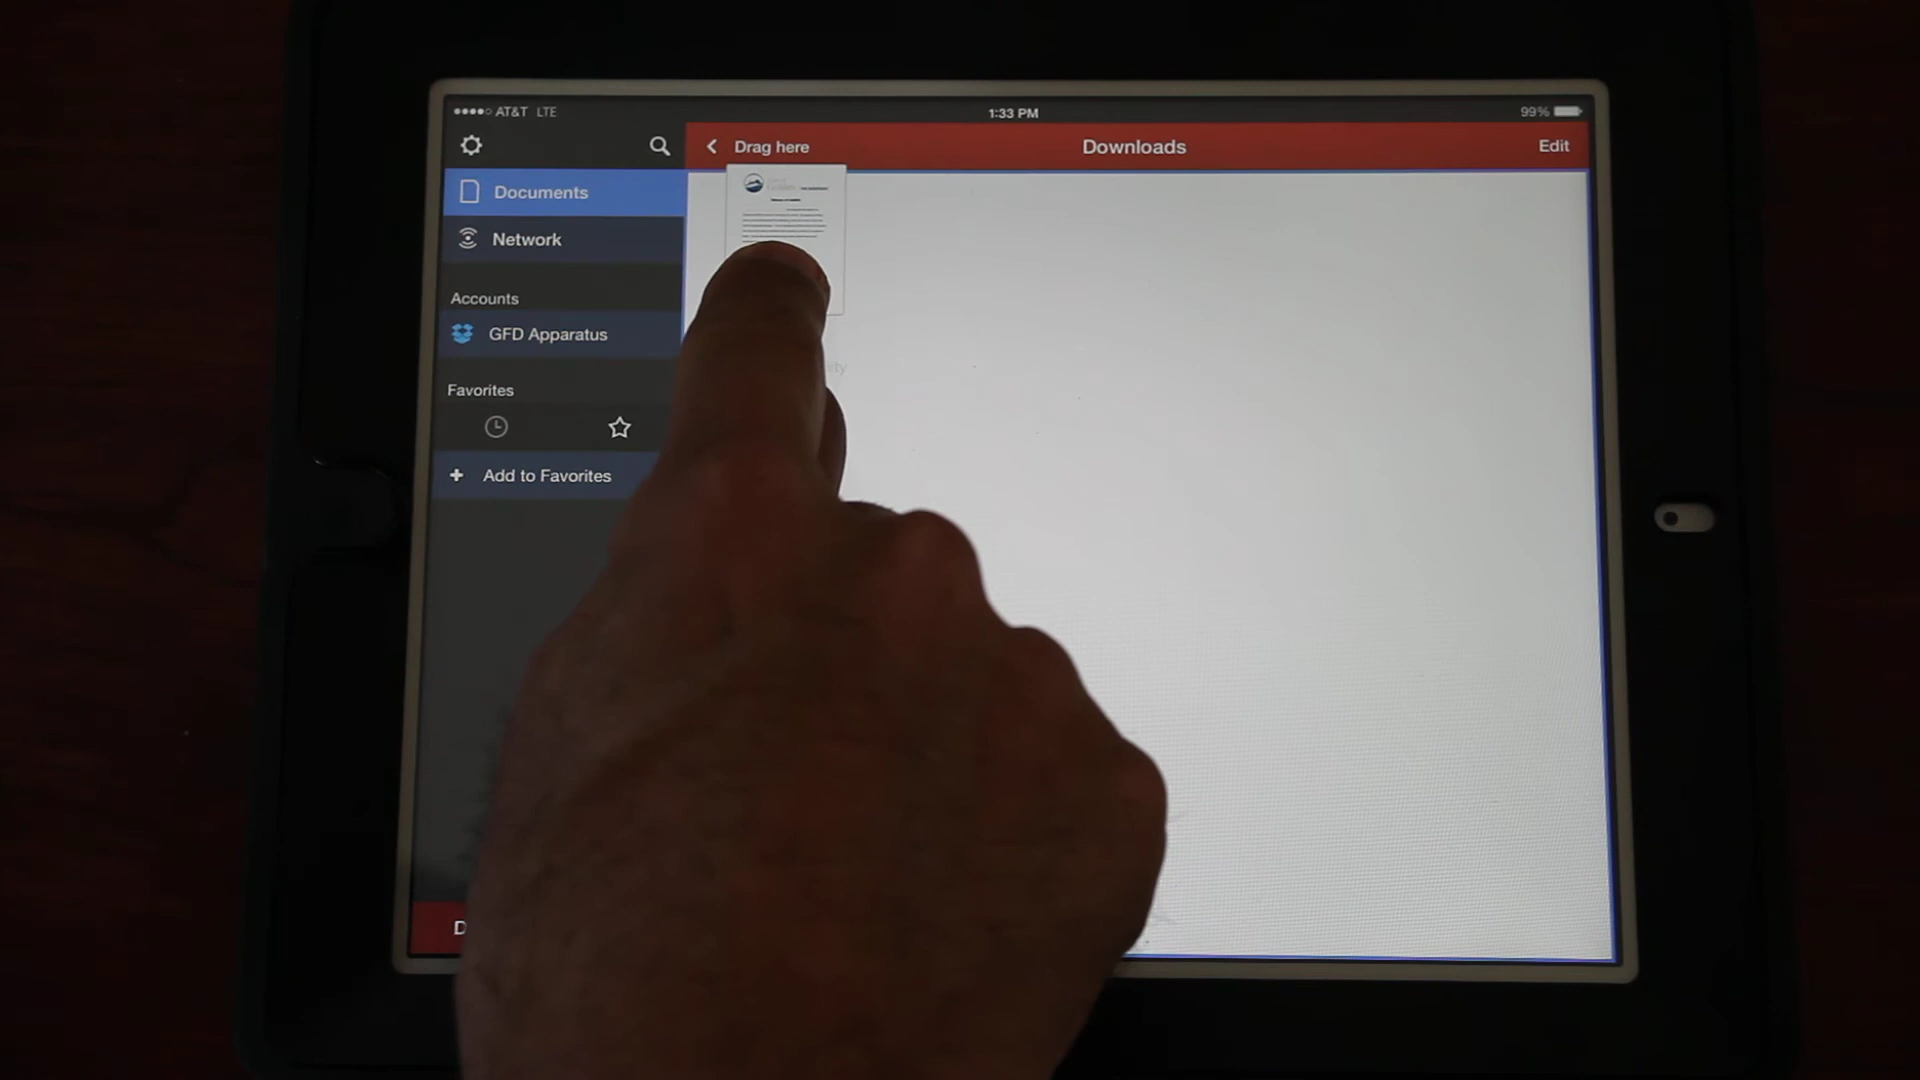 AT&T LTE
1:33 PM
99%
Drag here
Downloads
Edit
Documents
Network
Accounts
GFD Apparatus
Favorites
Add to Favorites